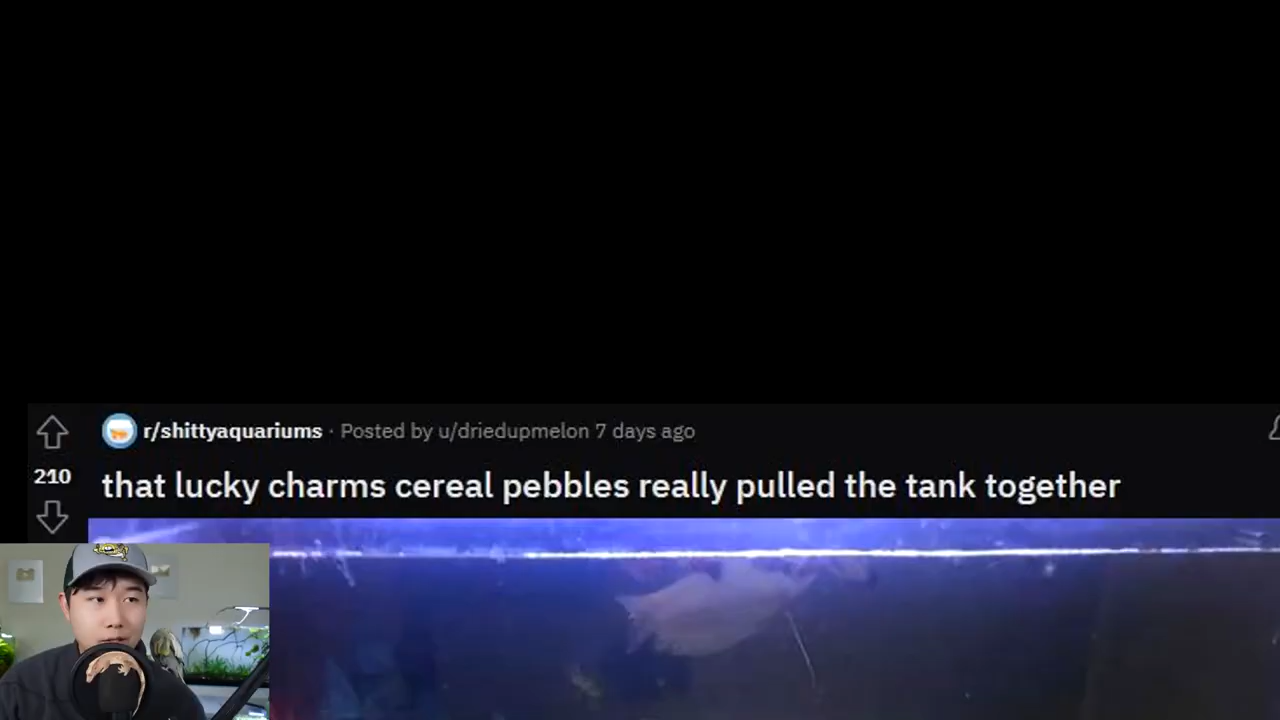 r/shittyaquariums · Posted by u/driedupmelon 7 days ago
210
that lucky charms cereal pebbles really pulled the tank together